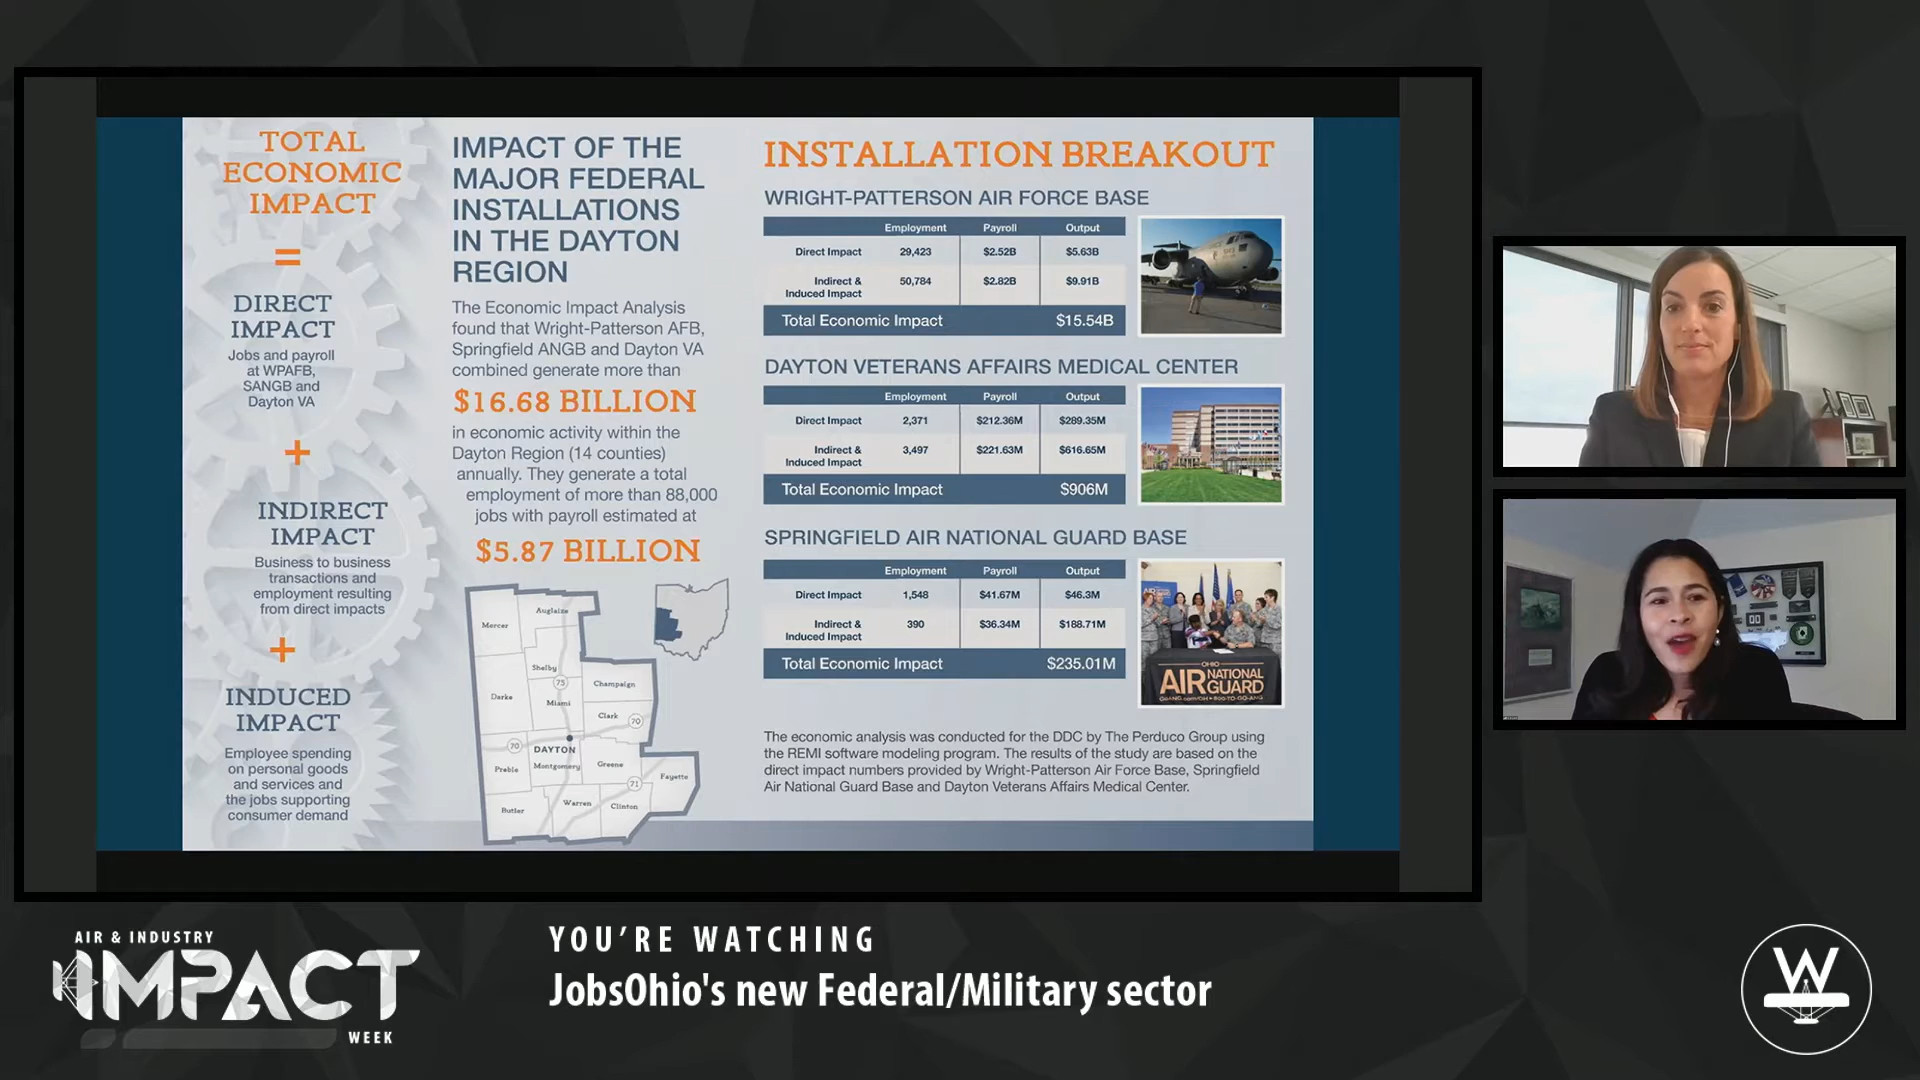 TOTAL
ECONOMIC
IMPACT
=
DIRECT
IMPACT
Jobs and payroll
at WPAFB,
SANGB and
Dayton VA
+
INDIRECT
IMPACT
Business to business
transactions and
employment resulting
from direct impacts
+
INDUCED
IMPACT
Employee spending
on personal goods
and services and
the jobs supporting
consumer demand
IMPACT OF THE
MAJOR FEDERAL
INSTALLATIONS
IN THE DAYTON
REGION
The Economic Impact Analysis
found that Wright-Patterson AFB,
Springfield ANGB and Dayton VA
combined generate more than
$16.68 BILLION
in economic activity within the
Dayton Region (14 counties)
annually. They generate a total
employment of more than 88,000
jobs with payroll estimated at
$5.87 BILLION
Auglaize
Mercer
Shelby
75
Darke
Champaign
Miami
Clark
70
70
DAYTON
Preble
Montgomery
Greene
Fayette
71
Butler
Warren
Clinton
INSTALLATION BREAKOUT
WRIGHT-PATTERSON AIR FORCE BASE
Employment Payroll Output
Direct Impact 29,423 $2.52B $5.63B
Indirect & 50,784 $2.82B $9.91B
Induced Impact
Total Economic Impact $15.54B
DAYTON VETERANS AFFAIRS MEDICAL CENTER
Employment Payroll Output
Direct Impact 2,371 $212.36M $289.35M
Indirect & 3,497 $221.63M $616.65M
Induced Impact
Total Economic Impact $906M
SPRINGFIELD AIR NATIONAL GUARD BASE
Employment Payroll Output
Direct Impact 1,548 $41.67M $46.3M
Indirect & 390 $36.34M $188.71M
Induced Impact
Total Economic Impact $235.01M
OHIO
AIR NATIONAL
GUARD
The economic analysis was conducted for the DDC by The Perduco Group using
the REMI software modeling program. The results of the study are based on the
direct impact numbers provided by Wright-Patterson Air Force Base, Springfield
Air National Guard Base and Dayton Veterans Affairs Medical Center.
AIR & INDUSTRY
IMPACT
WEEK
YOU'RE WATCHING
JobsOhio's new Federal/Military sector
W